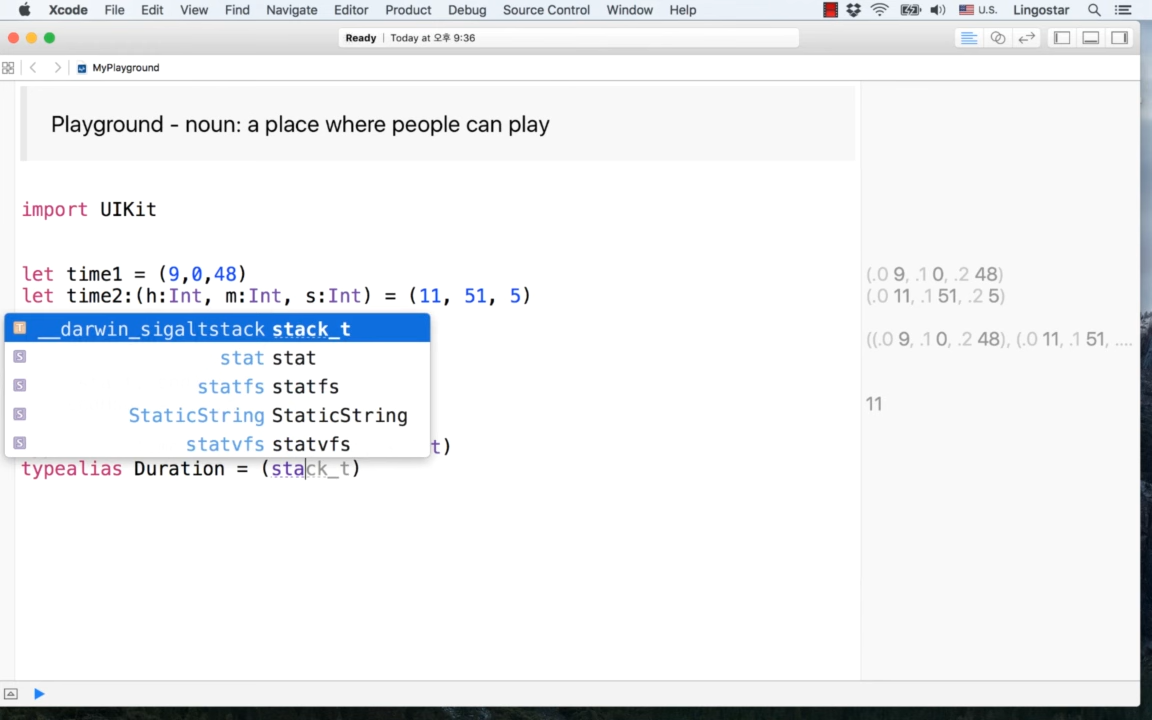 Xcode File Edit View Find Navigate Editor Product Debug Source Control Window Help U.S. Lingostar
Ready Today at 오후 9:36
MyPlayground
Playground - noun: a place where people can play
import UIKit
let time1 = (9,0,48) (.0 9, .1 0, .2 48)
let time2:(h:Int, m:Int, s:Int) = (11, 51, 5) (.0 11, .1 51, .2 5)
T __darwin_sigaltstack stack_t ((.0 9, .1 0, .2 48), (.0 11, .1 51, ....
S stat stat
S statfs statfs
S StaticString StaticString 11
S statvfs statvfs t)
typealias Duration = (stack_t)